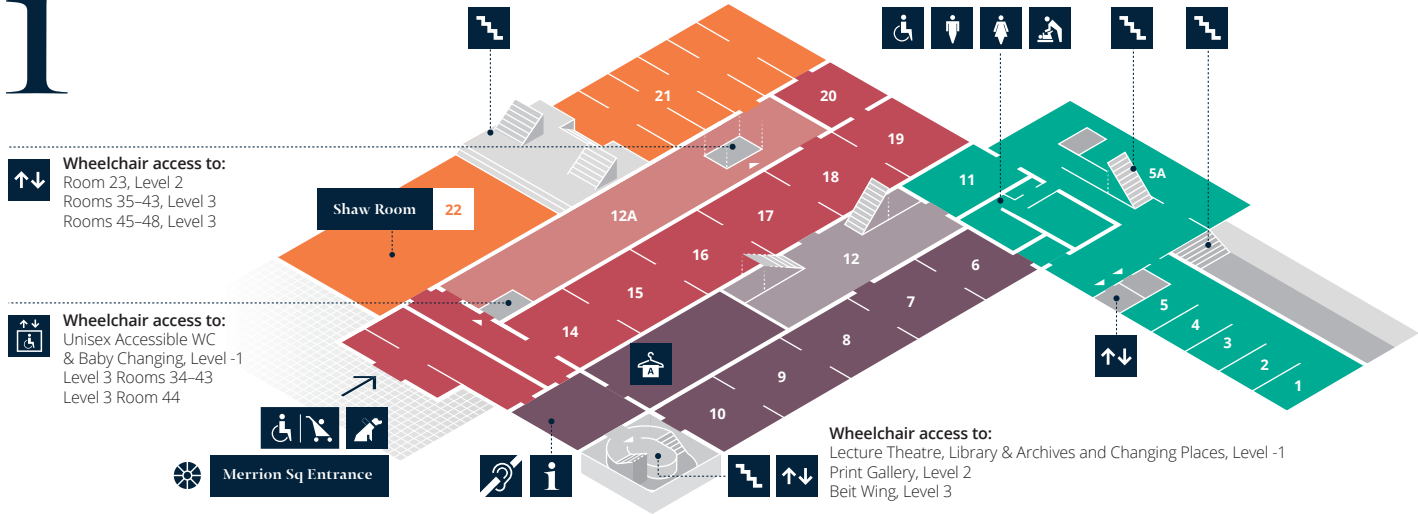 1
21
20
19
18
5A
11
Wheelchair access to:
Room 23, Level 2
Rooms 35–43, Level 3
Rooms 45–48, Level 3
Shaw Room 22
12A
17
16
12
6
15
7
5
14
8
4
3
9
2
10
1
Wheelchair access to:
Unisex Accessible WC
& Baby Changing, Level -1
Level 3 Rooms 34–43
Level 3 Room 44
A
Merrion Sq Entrance
i
Wheelchair access to:
Lecture Theatre, Library & Archives and Changing Places, Level -1
Print Gallery, Level 2
Beit Wing, Level 3